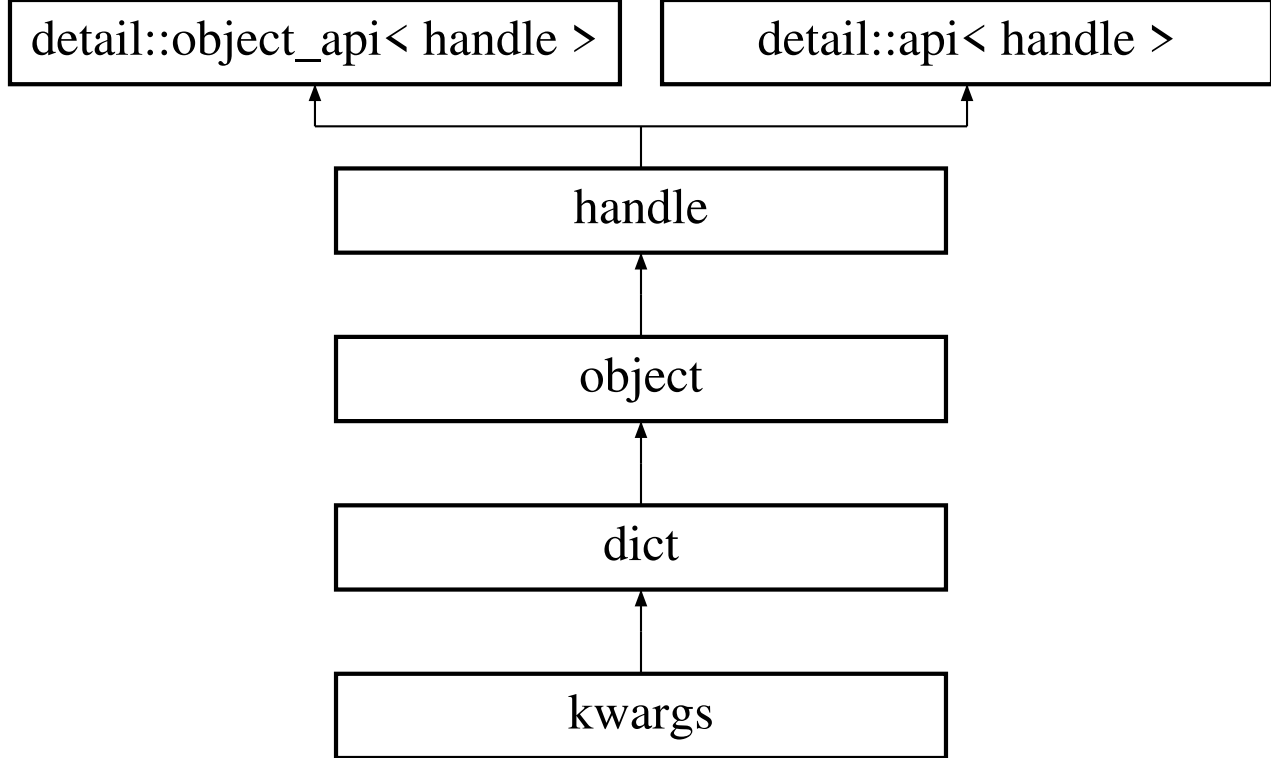 detail::object_api< handle >
detail::api< handle >
handle
object
dict
kwargs